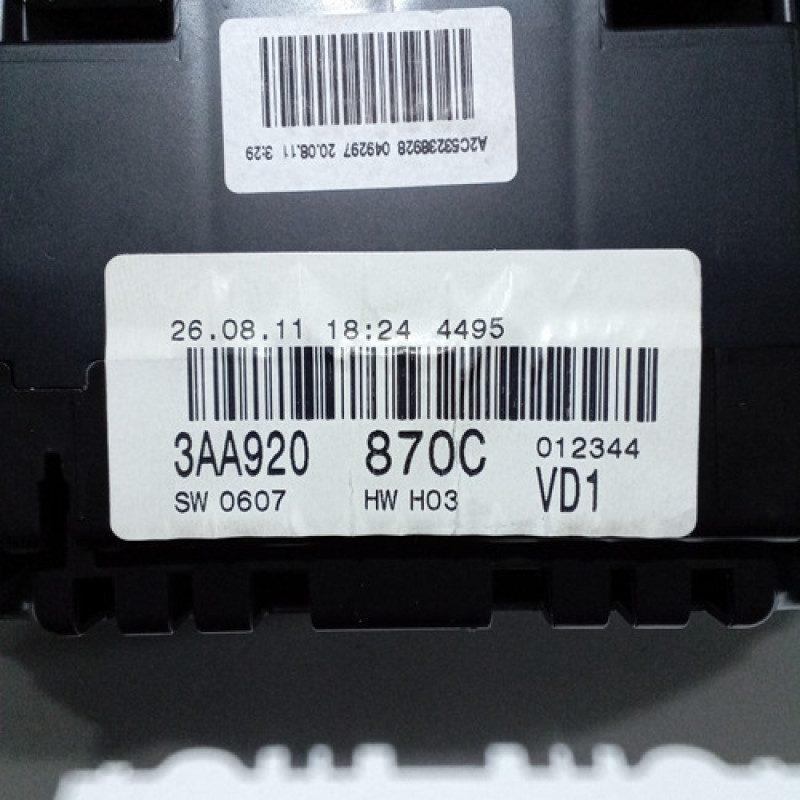 A2C53238928 049297 20.08.11 3:29
26.08.11 18:24 4495
3AA920 870C 012344
SW 0607 HW H03 VD1